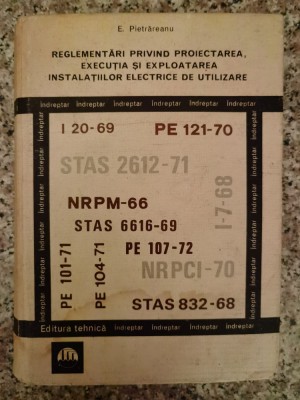 E. Pietrăreanu
REGLEMENTĂRI PRIVIND PROIECTAREA,
EXECUȚIA ȘI EXPLOATAREA
INSTALAȚIILOR ELECTRICE DE UTILIZARE
îndreptar îndreptar îndreptar îndreptar îndreptar
I 20-69
PE 121-70
STAS 2612-71
I-7-68
NRPM-66
STAS 6616-69
PE 101-71
PE 104-71
PE 107-72
NRPCI-70
STAS 832-68
Editura tehnică
îndreptar îndreptar îndreptar îndreptar